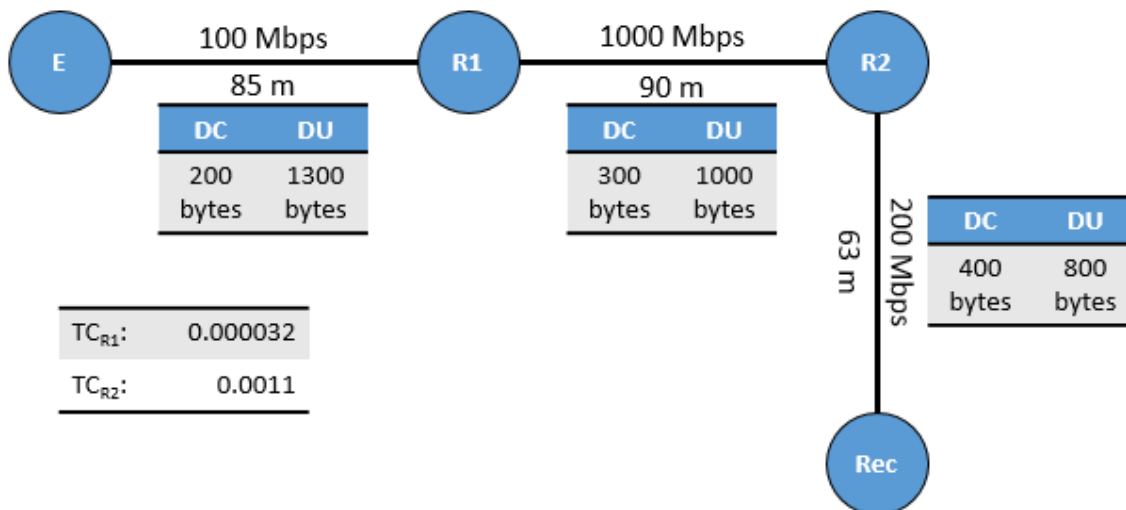 E
100 Mbps
R1
1000 Mbps
R2
85 m
90 m
DC DU
200 bytes 1300 bytes
DC DU
300 bytes 1000 bytes
63 m
200 Mbps
DC DU
400 bytes 800 bytes
TCR1: 0.000032
TCR2: 0.0011
Rec